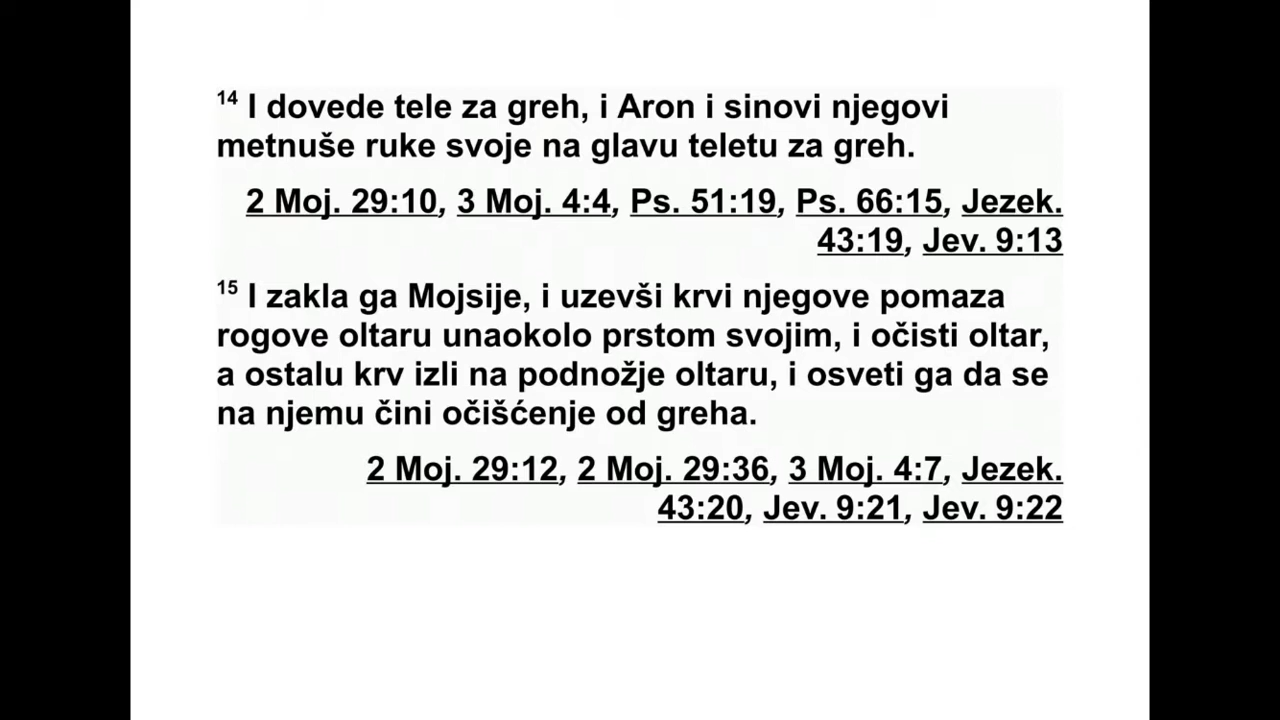 14 I dovede tele za greh, i Aron i sinovi njegovi
metnuše ruke svoje na glavu teletu za greh.
2 Moj. 29:10, 3 Moj. 4:4, Ps. 51:19, Ps. 66:15, Jezek.
43:19, Jev. 9:13
15 I zakla ga Mojsije, i uzevši krvi njegove pomaza
rogove oltaru unaokolo prstom svojim, i očisti oltar,
a ostalu krv izli na podnožje oltaru, i osveti ga da se
na njemu čini očišćenje od greha.
2 Moj. 29:12, 2 Moj. 29:36, 3 Moj. 4:7, Jezek.
43:20, Jev. 9:21, Jev. 9:22